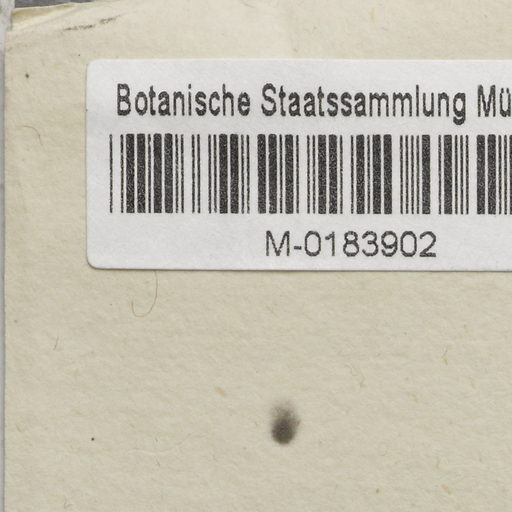 Botanische Staatssammlung Mü
M-0183902